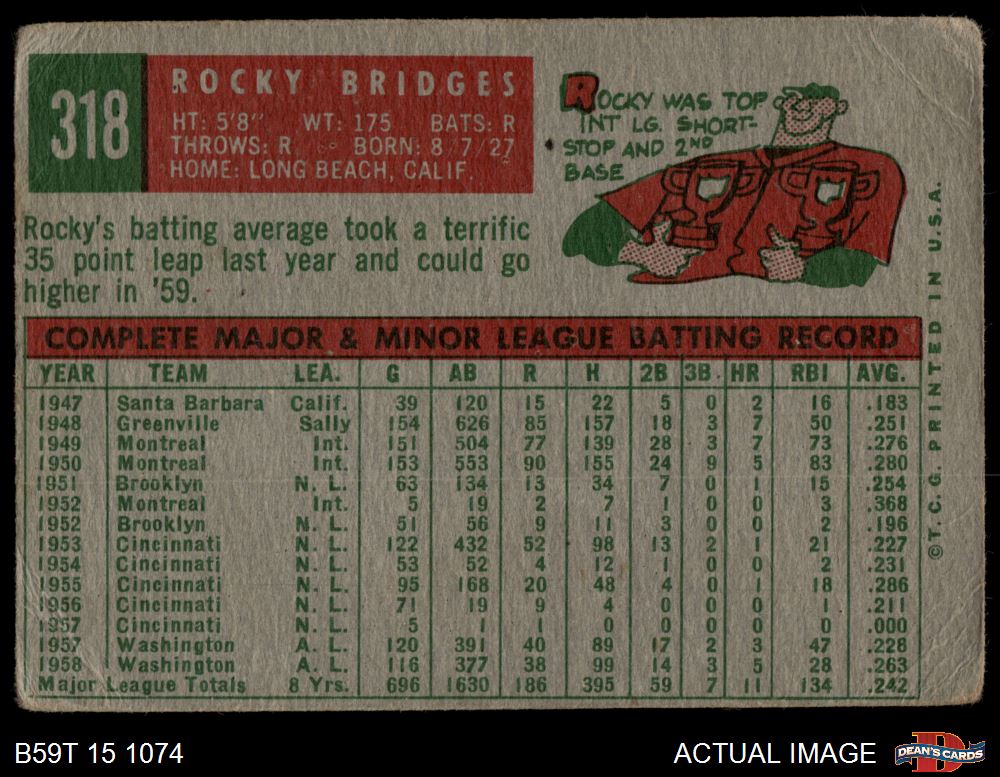 318
ROCKY BRIDGES
HT: 5'8" WT: 175 BATS: R
THROWS: R BORN: 8/7/27
HOME: LONG BEACH, CALIF.
ROCKY WAS TOP
INT LG. SHORT-
STOP AND 2ND
BASE
Rocky's batting average took a terrific
35 point leap last year and could go
higher in '59.
COMPLETE MAJOR & MINOR LEAGUE BATTING RECORD
YEAR TEAM LEA. G AB R H 2B 3B HR RBI AVG.
1947 Santa Barbara Calif. 39 120 15 22 5 0 2 16 .183
1948 Greenville Sally 154 626 85 157 18 3 7 50 .251
1949 Montreal Int. 151 504 77 139 28 3 7 73 .276
1950 Montreal Int. 153 553 90 155 24 9 5 83 .280
1951 Brooklyn N. L. 63 134 13 34 7 0 1 15 .254
1952 Montreal Int. 5 19 2 7 1 0 0 3 .368
1952 Brooklyn N. L. 51 56 9 11 3 0 0 2 .196
1953 Cincinnati N. L. 122 432 52 98 13 2 1 21 .227
1954 Cincinnati N. L. 53 52 4 12 1 0 0 2 .231
1955 Cincinnati N. L. 95 168 20 48 4 0 1 18 .286
1956 Cincinnati N. L. 71 19 9 4 0 0 0 1 .211
1957 Cincinnati N. L. 5 1 1 0 0 0 0 0 .000
1957 Washington A. L. 120 391 40 89 17 2 3 47 .228
1958 Washington A. L. 116 377 38 99 14 3 5 28 .263
Major League Totals 8 Yrs. 696 1630 186 395 59 7 11 134 .242
©T.C.G. PRINTED IN U.S.A.
B59T 15 1074
ACTUAL IMAGE
D
DEAN'S CARDS